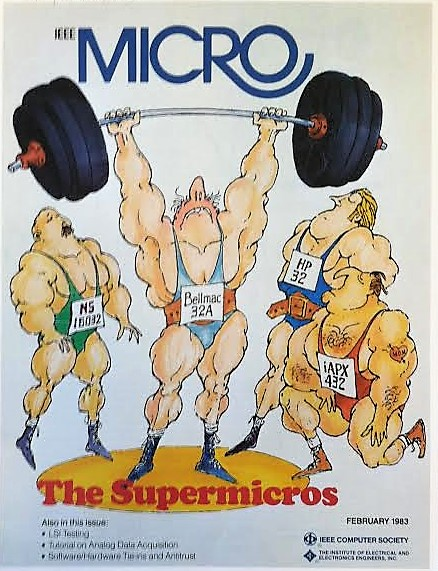 IEEE
MICRO
NS
16032
Bellmac
32A
HP
32
MOM
iAPX
432
The Supermicros
Also in this issue:
• LSI Testing
• Tutorial on Analog Data Acquisition
• Software/Hardware Tie-ins and Antitrust
FEBRUARY 1983
IEEE COMPUTER SOCIETY
THE INSTITUTE OF ELECTRICAL AND
ELECTRONICS ENGINEERS, INC.